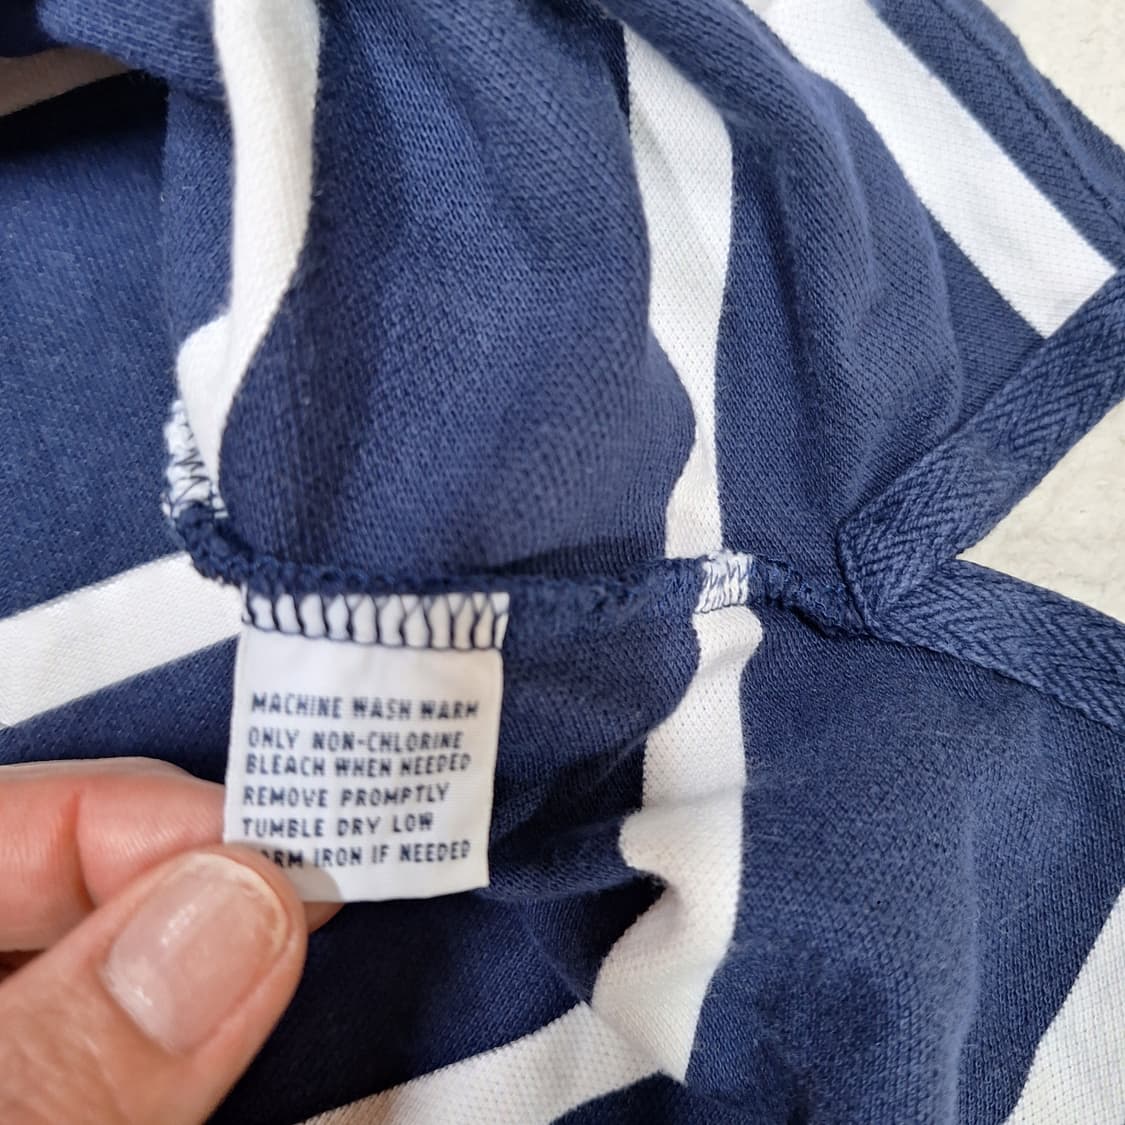 MACHINE WASH WARM
ONLY NON-CHLORINE
BLEACH WHEN NEEDED
REMOVE PROMPTLY
TUMBLE DRY LOW
IRON IF NEEDED